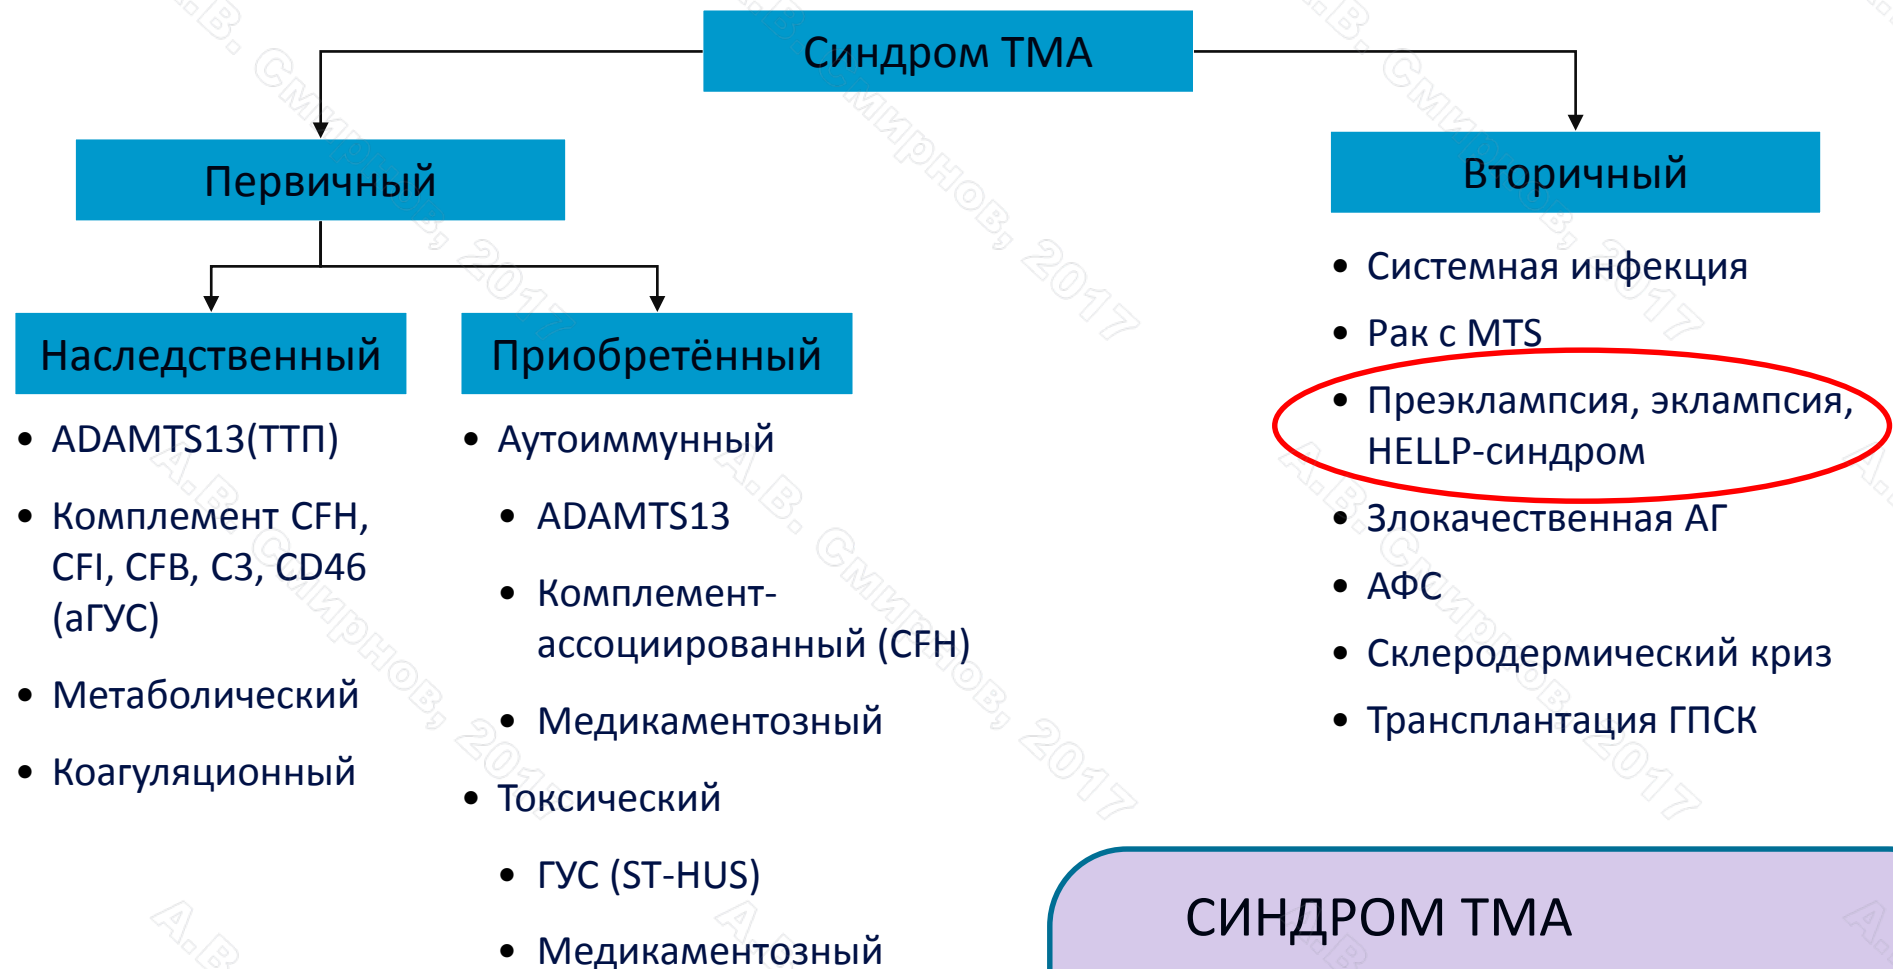 Синдром ТМА
Первичный
Вторичный
Наследственный
Приобретённый
• ADAMTS13(ТТП)
• Комплемент CFH,
CFI, CFB, C3, CD46
(аГУС)
• Метаболический
• Коагуляционный
• Аутоиммунный
• ADAMTS13
• Комплемент-
ассоциированный (CFH)
• Медикаментозный
• Токсический
• ГУС (ST-HUS)
• Медикаментозный
• Системная инфекция
• Рак с MTS
• Преэклампсия, эклампсия,
HELLP-синдром
• Злокачественная АГ
• АФС
• Склеродермический криз
• Трансплантация ГПСК
СИНДРОМ ТМА
А.В. Смирнов, 2017